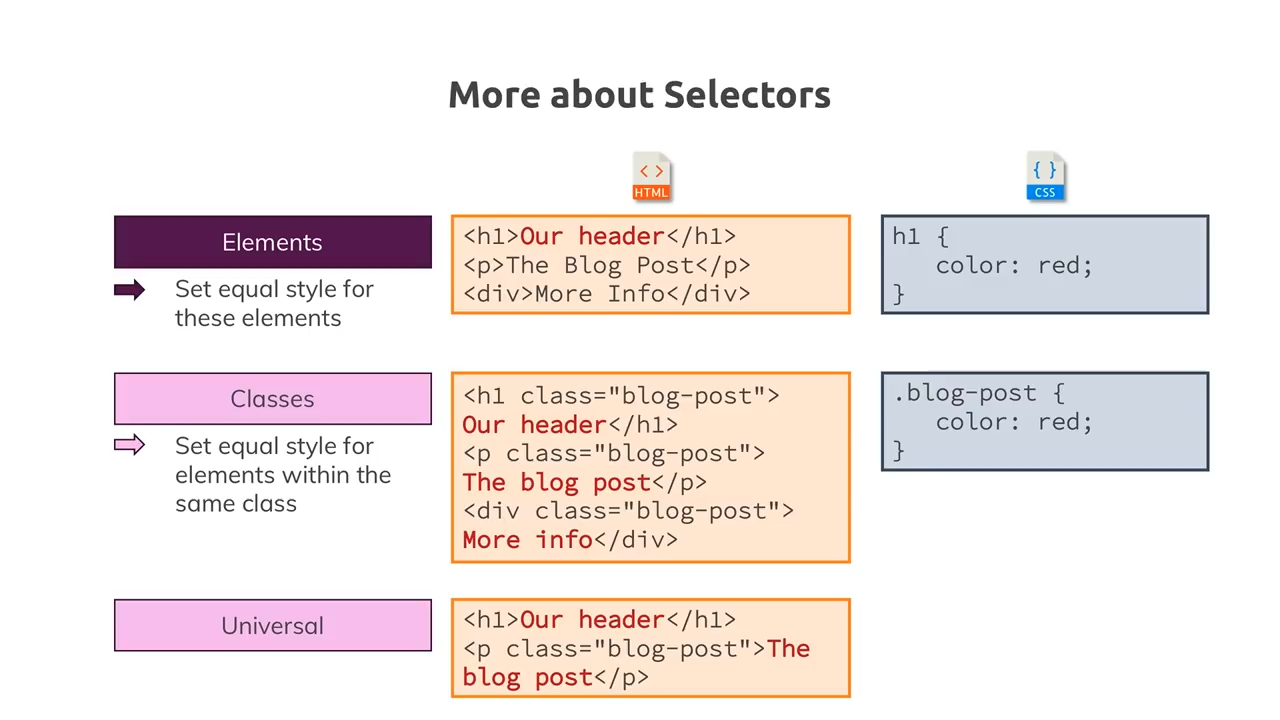 More about Selectors
HTML
CSS
Elements
Set equal style for
these elements
<h1>Our header</h1>
<p>The Blog Post</p>
<div>More Info</div>
h1 {
   color: red;
}
Classes
Set equal style for
elements within the
same class
<h1 class="blog-post">
Our header</h1>
<p class="blog-post">
The blog post</p>
<div class="blog-post">
More info</div>
.blog-post {
   color: red;
}
Universal
<h1>Our header</h1>
<p class="blog-post">The
blog post</p>